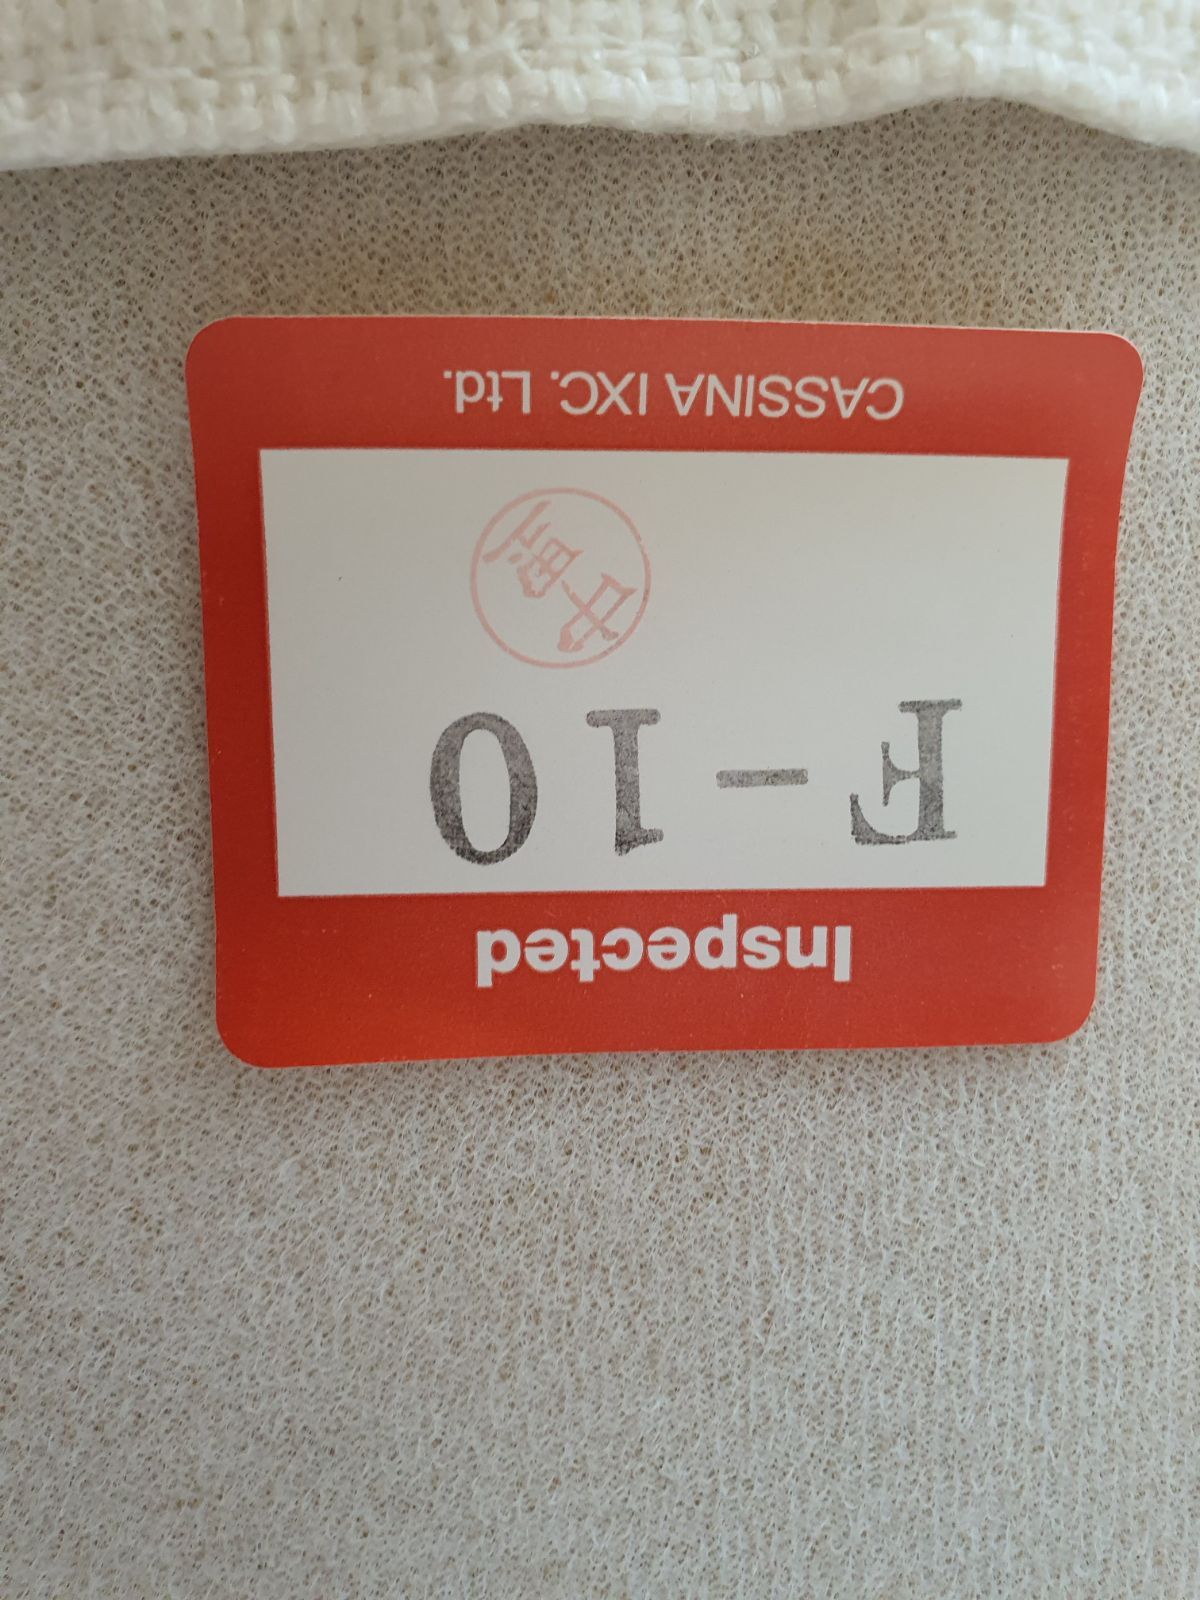 Inspected
F-10
CASSINA IXC. Ltd.